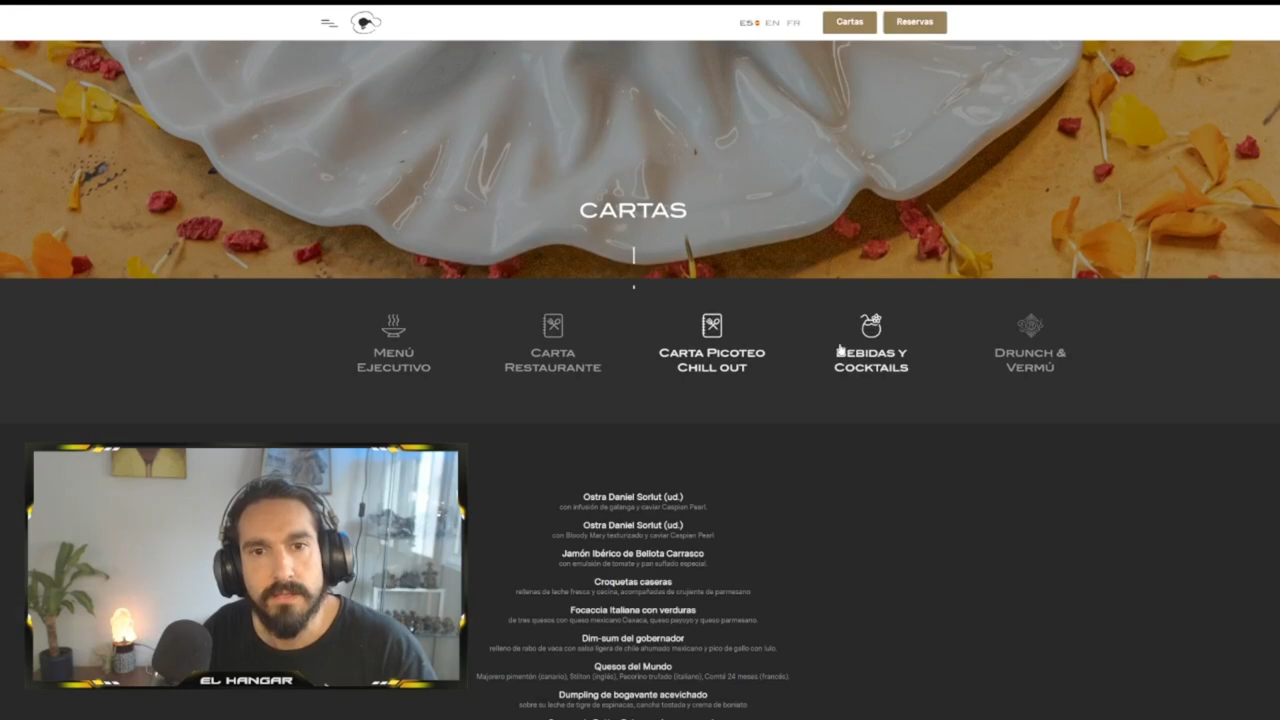 ES EN FR
Cartas
Reservas
CARTAS
MENÚ
EJECUTIVO
CARTA
RESTAURANTE
CARTA PICOTEO
CHILL OUT
BEBIDAS Y
COCKTAILS
DRUNCH &
VERMÚ
Ostra Daniel Sorlut (ud.)
con infusión de galanga y caviar Caspian Pearl.
Ostra Daniel Sorlut (ud.)
con Bloody Mary texturizado y caviar Caspian Pearl
Jamón Ibérico de Bellota Carrasco
con emulsión de tomate y pan suflado especial.
Croquetas caseras
rellenas de leche fresca y cecina, acompañadas de crujiente de parmesano
Focaccia Italiana con verduras
de tres quesos con queso mexicano Oaxaca, queso payoyo y queso parmesano.
Dim-sum del gobernador
relleno de rabo de vaca con salsa ligera de chile ahumado mexicano y pico de gallo con lulo.
Quesos del Mundo
Majorero pimentón (canario), Stilton (inglés), Pecorino trufado (italiano), Comté 24 meses (francés).
Dumpling de bogavante acevichado
sobre su leche de tigre de espinacas, cancha tostada y crema de boniato
EL HANGAR